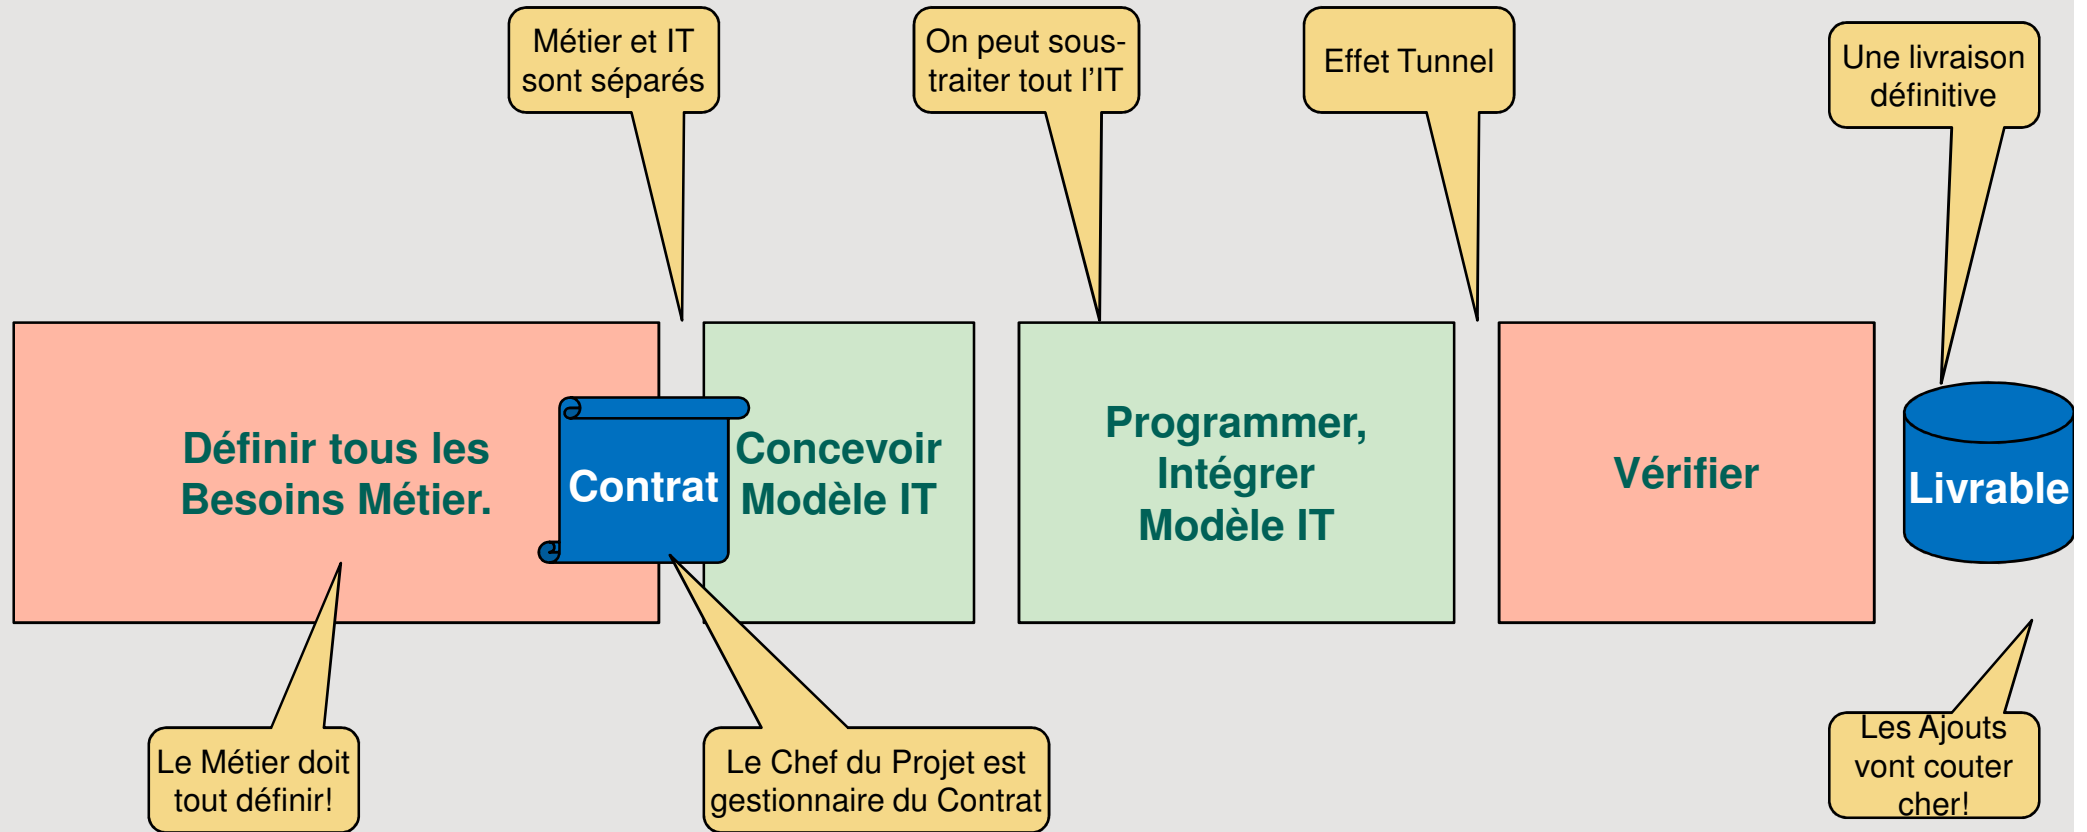 Métier et IT
sont séparés
On peut sous-
traiter tout l'IT
Effet Tunnel
Une livraison
définitive
Définir tous les
Besoins Métier.
Contrat
Concevoir
Modèle IT
Programmer,
Intégrer
Modèle IT
Vérifier
Livrable
Le Métier doit
tout définir!
Le Chef du Projet est
gestionnaire du Contrat
Les Ajouts
vont couter
cher!